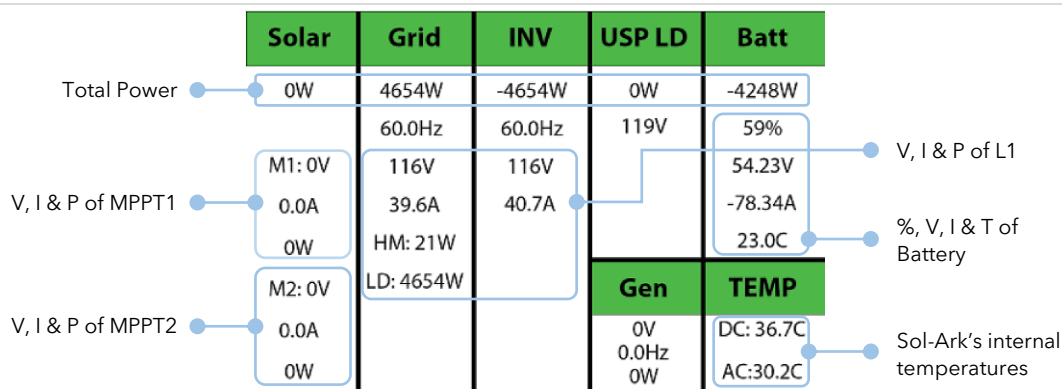 Solar Grid INV USP LD Batt
Total Power 0W 4654W -4654W 0W -4248W
60.0Hz 60.0Hz 119V 59%
M1: 0V 116V 116V 54.23V V, I & P of L1
V, I & P of MPPT1 0.0A 39.6A 40.7A -78.34A
0W HM: 21W 23.0C %, V, I & T of
Battery
M2: 0V LD: 4654W Gen TEMP
V, I & P of MPPT2 0.0A 0V DC: 36.7C Sol-Ark's internal
0.0Hz
0W 0W AC:30.2C temperatures